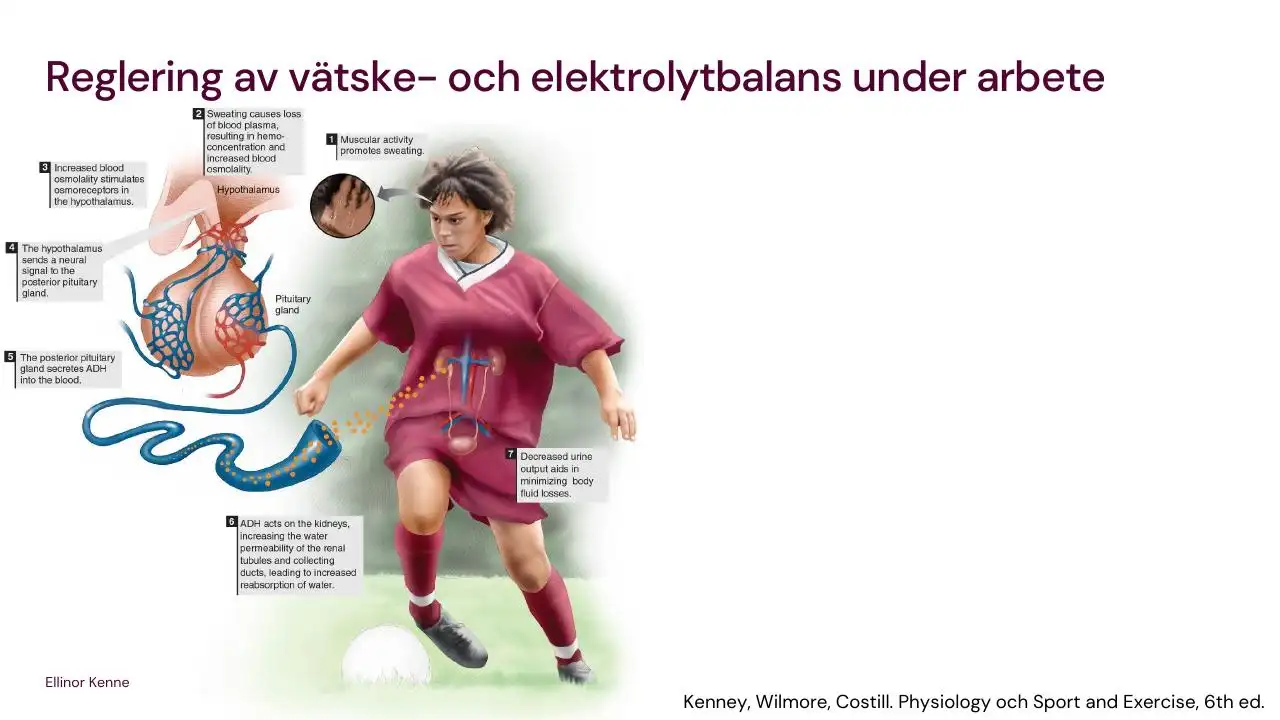 Reglering av vätske- och elektrolytbalans under arbete
1 Muscular activity
promotes sweating.
2 Sweating causes loss
of blood plasma,
resulting in hemo-
concentration and
increased blood
osmolality.
3 Increased blood
osmolality stimulates
osmoreceptors in
the hypothalamus.
Hypothalamus
4 The hypothalamus
sends a neural
signal to the
posterior pituitary
gland.
Pituitary
gland
5 The posterior pituitary
gland secretes ADH
into the blood.
6 ADH acts on the kidneys,
increasing the water
permeability of the renal
tubules and collecting
ducts, leading to increased
reabsorption of water.
7 Decreased urine
output aids in
minimizing body
fluid losses.
Ellinor Kenne
Kenney, Wilmore, Costill. Physiology och Sport and Exercise, 6th ed.